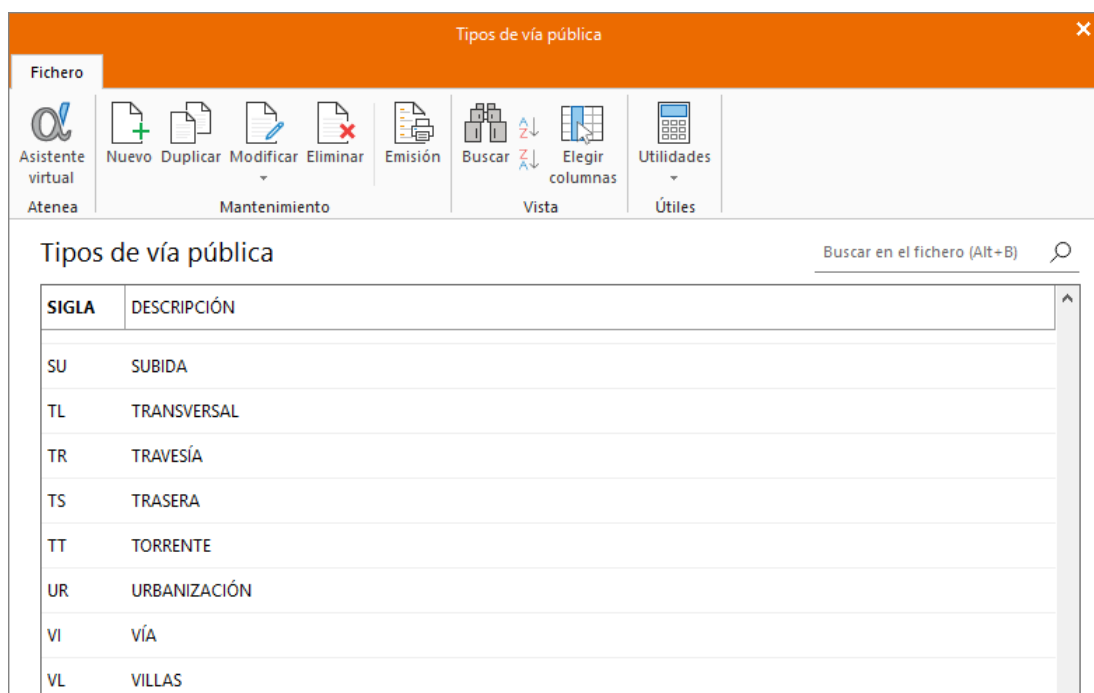 Tipos de vía pública
Fichero
Asistente virtual
Nuevo Duplicar Modificar Eliminar Emisión Buscar Elegir columnas Utilidades
Atenea Mantenimiento Vista Útiles
Tipos de vía pública Buscar en el fichero (Alt+B)
SIGLA DESCRIPCIÓN
SU SUBIDA
TL TRANSVERSAL
TR TRAVESÍA
TS TRASERA
TT TORRENTE
UR URBANIZACIÓN
VI VÍA
VL VILLAS